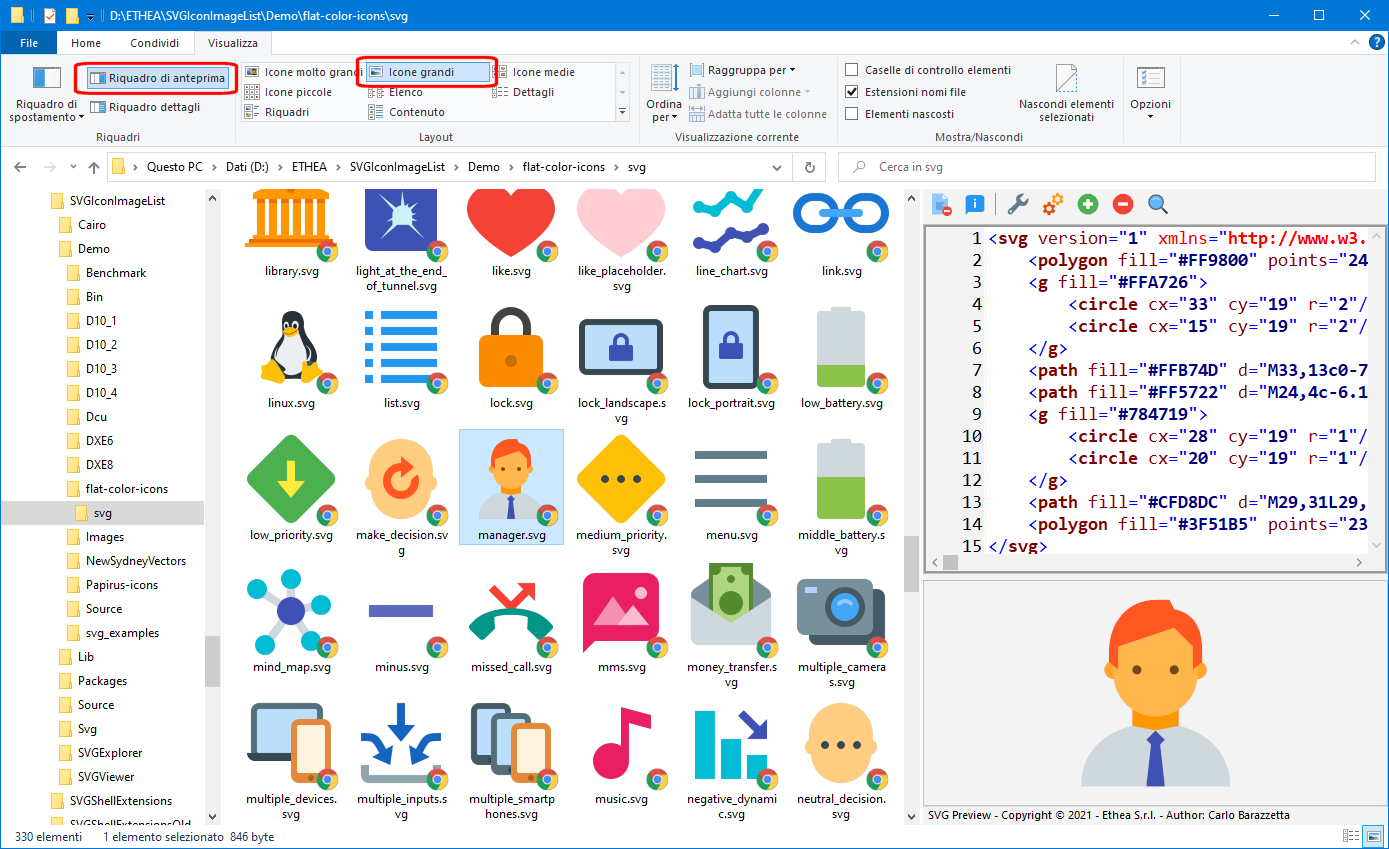 D:\ETHEA\SVGIconImageList\Demo\flat-color-icons\svg
File Home Condividi Visualizza
Riquadro di spostamento
Riquadro di anteprima
Riquadro dettagli
Riquadri
Icone molto grandi
Icone grandi
Icone medie
Icone piccole
Elenco
Dettagli
Riquadri
Contenuto
Layout
Ordina per
Raggruppa per
Aggiungi colonne
Adatta tutte le colonne
Visualizzazione corrente
Caselle di controllo elementi
Estensioni nomi file
Elementi nascosti
Nascondi elementi selezionati
Mostra/Nascondi
Opzioni
Questo PC > Dati (D:) > ETHEA > SVGIconImageList > Demo > flat-color-icons > svg
Cerca in svg
SVGIconImageList
Cairo
Demo
Benchmark
Bin
D10_1
D10_2
D10_3
D10_4
Dcu
DXE6
DXE8
flat-color-icons
svg
Images
NewSydneyVectors
Papirus-icons
Source
svg_examples
Lib
Packages
Source
Svg
SVGExplorer
SVGViewer
SVGShellExtensions
SVGShellExtensionsOld
library.svg
light_at_the_end_of_tunnel.svg
like.svg
like_placeholder.svg
line_chart.svg
link.svg
linux.svg
list.svg
lock.svg
lock_landscape.svg
lock_portrait.svg
low_battery.svg
low_priority.svg
make_decision.svg
manager.svg
medium_priority.svg
menu.svg
middle_battery.svg
mind_map.svg
minus.svg
missed_call.svg
mms.svg
money_transfer.svg
multiple_cameras.svg
multiple_devices.svg
multiple_inputs.svg
multiple_smartphones.svg
music.svg
negative_dynamic.svg
neutral_decision.svg
1 <svg version="1" xmlns="http://www.w3.
2 <polygon fill="#FF9800" points="24
3 <g fill="#FFA726">
4 <circle cx="33" cy="19" r="2"/
5 <circle cx="15" cy="19" r="2"/
6 </g>
7 <path fill="#FFB74D" d="M33,13c0-7
8 <path fill="#FF5722" d="M24,4c-6.1
9 <g fill="#784719">
10 <circle cx="28" cy="19" r="1"/
11 <circle cx="20" cy="19" r="1"/
12 </g>
13 <path fill="#CFD8DC" d="M29,31L29,
14 <polygon fill="#3F51B5" points="23
15 </svg>
SVG Preview - Copyright © 2021 - Ethea S.r.l. - Author: Carlo Barazzetta
330 elementi 1 elemento selezionato 846 byte